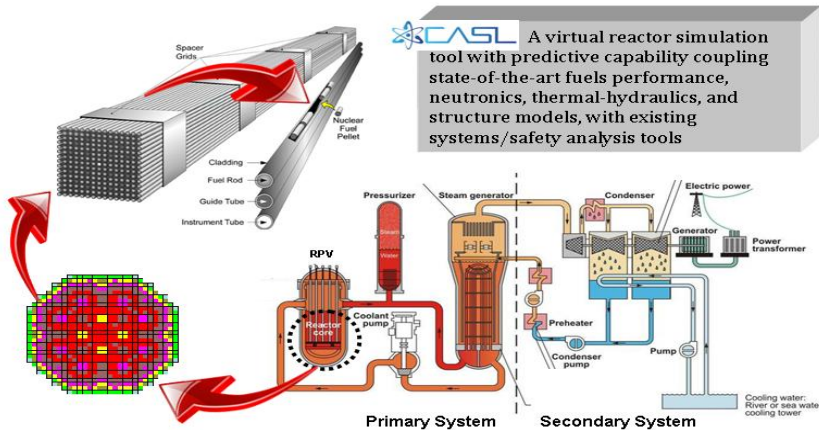 Spacer
Grids
CASL A virtual reactor simulation
tool with predictive capability coupling
state-of-the-art fuels performance,
neutronics, thermal-hydraulics, and
structure models, with existing
systems/safety analysis tools
Nuclear
Fuel
Pellet
Cladding
Fuel Rod
Guide Tube
Instrument Tube
Pressurizer
Steam
Water
Steam generator
Condenser
Electric power
Generator
Power
transformer
RPV
Reactor
core
Coolant
pump
Preheater
Condenser
pump
Pump
Cooling water:
River or sea wate
cooling tower
Primary System
Secondary System